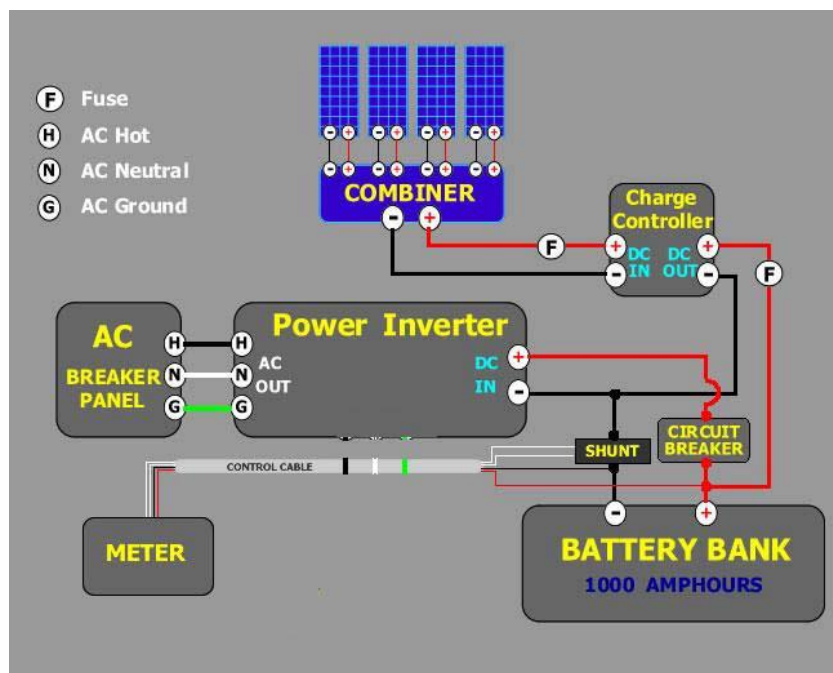 F Fuse
H AC Hot
N AC Neutral
G AC Ground
- + - + - + - +
- + - + - + - +
COMBINER
- +
Charge
Controller
F
+ DC DC +
- IN OUT -
F
AC
BREAKER
PANEL
H H
N N
G G
Power Inverter
AC
OUT
DC +
IN -
SHUNT
CIRCUIT
BREAKER
CONTROL CABLE
METER
- +
BATTERY BANK
1000 AMPHOURS